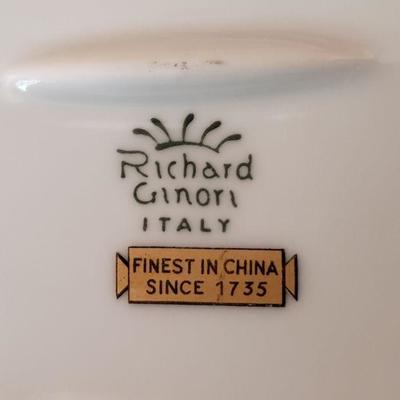 Richard
Ginori
ITALY
FINEST IN CHINA
SINCE 1735